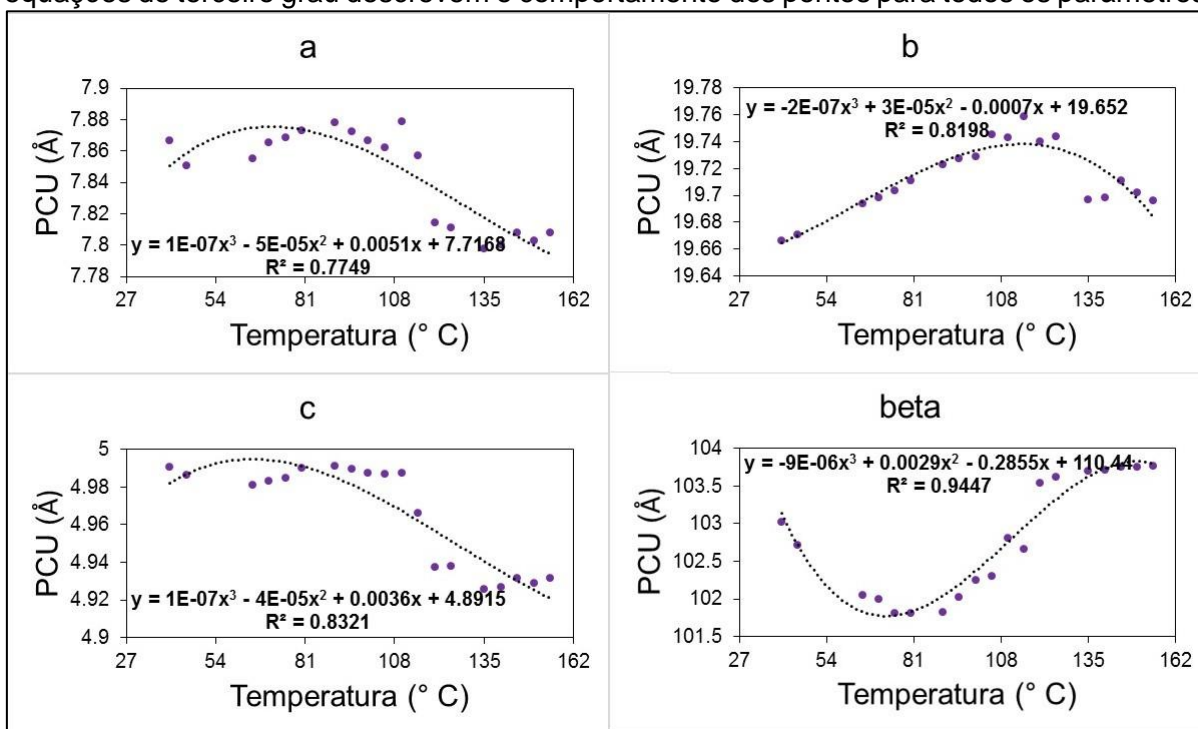 equações de terceiro grau descrevem o comportamento dos pontos para todos os parâmetros
a
7.9
7.88
7.86
7.84
7.82
7.8
7.78
PCU (Å)
y = 1E-07x³ - 5E-05x² + 0.0051x + 7.7168
R² = 0.7749
27 54 81 108 135 162
Temperatura (° C)
b
19.78
19.76
19.74
19.72
19.7
19.68
19.66
19.64
PCU (Å)
y = -2E-07x³ + 3E-05x² - 0.0007x + 19.652
R² = 0.8198
27 54 81 108 135 162
Temperatura (° C)
c
5
4.98
4.96
4.94
4.92
4.9
PCU (Å)
y = 1E-07x³ - 4E-05x² + 0.0036x + 4.8915
R² = 0.8321
27 54 81 108 135 162
Temperatura (° C)
beta
104
103.5
103
102.5
102
101.5
PCU (Å)
y = -9E-06x³ + 0.0029x² - 0.2855x + 110.44
R² = 0.9447
27 54 81 108 135 162
Temperatura (° C)